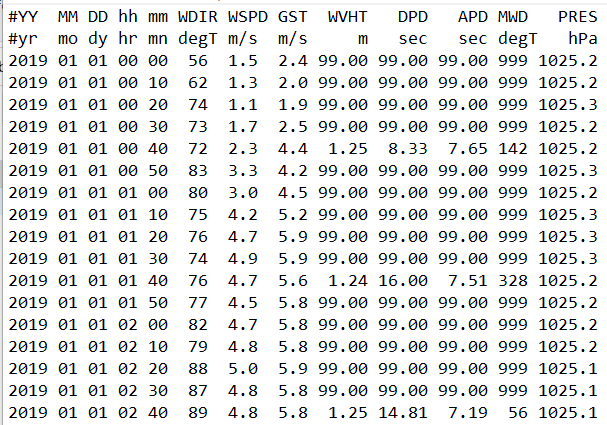 #YY MM DD hh mm WDIR WSPD GST WVHT DPD APD MWD PRES
#yr mo dy hr mn degT m/s m/s m sec sec degT hPa
2019 01 01 00 00 56 1.5 2.4 99.00 99.00 99.00 999 1025.2
2019 01 01 00 10 62 1.3 2.0 99.00 99.00 99.00 999 1025.2
2019 01 01 00 20 74 1.1 1.9 99.00 99.00 99.00 999 1025.3
2019 01 01 00 30 73 1.7 2.5 99.00 99.00 99.00 999 1025.2
2019 01 01 00 40 72 2.3 4.4 1.25 8.33 7.65 142 1025.2
2019 01 01 00 50 83 3.3 4.2 99.00 99.00 99.00 999 1025.3
2019 01 01 01 00 80 3.0 4.5 99.00 99.00 99.00 999 1025.2
2019 01 01 01 10 75 4.2 5.2 99.00 99.00 99.00 999 1025.3
2019 01 01 01 20 76 4.7 5.9 99.00 99.00 99.00 999 1025.3
2019 01 01 01 30 74 4.9 5.9 99.00 99.00 99.00 999 1025.3
2019 01 01 01 40 76 4.7 5.6 1.24 16.00 7.51 328 1025.2
2019 01 01 01 50 77 4.5 5.8 99.00 99.00 99.00 999 1025.2
2019 01 01 02 00 82 4.7 5.8 99.00 99.00 99.00 999 1025.2
2019 01 01 02 10 79 4.8 5.8 99.00 99.00 99.00 999 1025.2
2019 01 01 02 20 88 5.0 5.9 99.00 99.00 99.00 999 1025.1
2019 01 01 02 30 87 4.8 5.8 99.00 99.00 99.00 999 1025.1
2019 01 01 02 40 89 4.8 5.8 1.25 14.81 7.19 56 1025.1